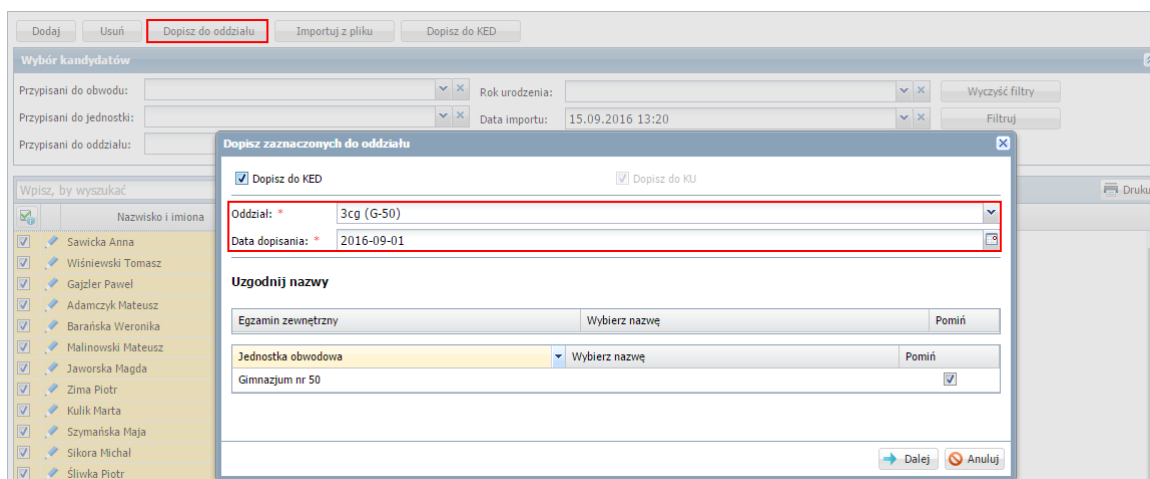 Dodaj Usuń Dopisz do oddziału Importuj z pliku Dopisz do KED
Wybór kandydatów
Przypisani do obwodu: Rok urodzenia: Wyczyść filtry
Przypisani do jednostki: Data importu: 15.09.2016 13:20 Filtruj
Przypisani do oddziału:
Dopisz zaznaczonych do oddziału
Dopisz do KED Dopisz do KU
Wpisz, by wyszukać Druku
Nazwisko i imiona
Oddział: * 3cg (G-50)
Data dopisania: * 2016-09-01
Sawicka Anna
Wiśniewski Tomasz
Gajzler Paweł
Adamczyk Mateusz
Barańska Weronika
Malinowski Mateusz
Jaworska Magda
Zima Piotr
Kulik Marta
Szymańska Maja
Sikora Michał
Śliwka Piotr
Uzgodnij nazwy
Egzamin zewnętrzny Wybierz nazwę Pomiń
Jednostka obwodowa Wybierz nazwę Pomiń
Gimnazjum nr 50
Dalej Anuluj